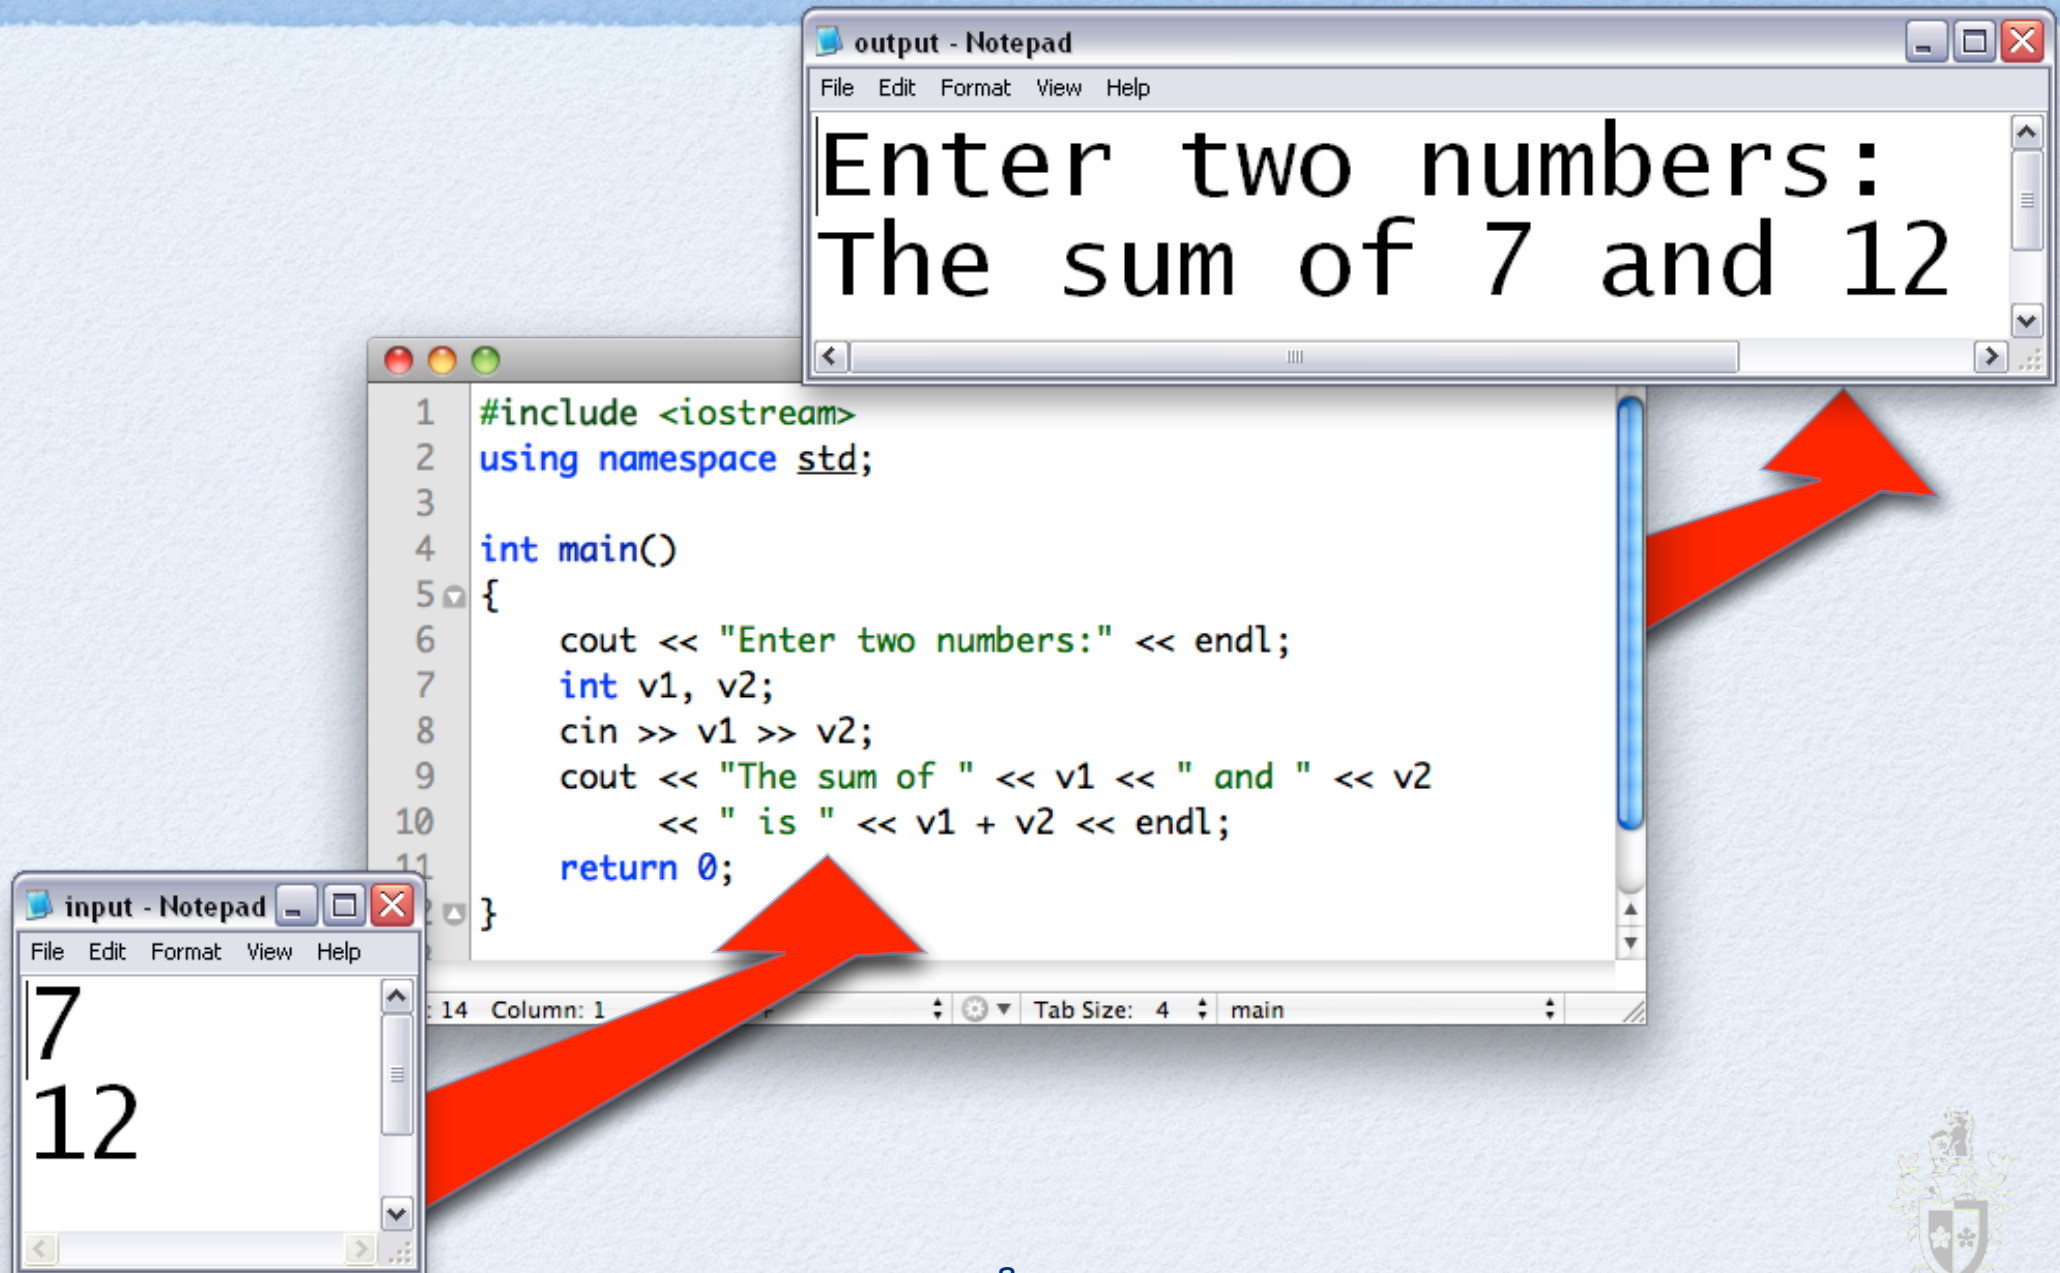 output - Notepad
File Edit Format View Help
Enter two numbers:
The sum of 7 and 12
1 #include <iostream>
2 using namespace std;
3
4 int main()
5 {
6 cout << "Enter two numbers:" << endl;
7 int v1, v2;
8 cin >> v1 >> v2;
9 cout << "The sum of " << v1 << " and " << v2
10 << " is " << v1 + v2 << endl;
11 return 0;
}
: 14 Column: 1
Tab Size: 4 main
input - Notepad
File Edit Format View Help
7
12